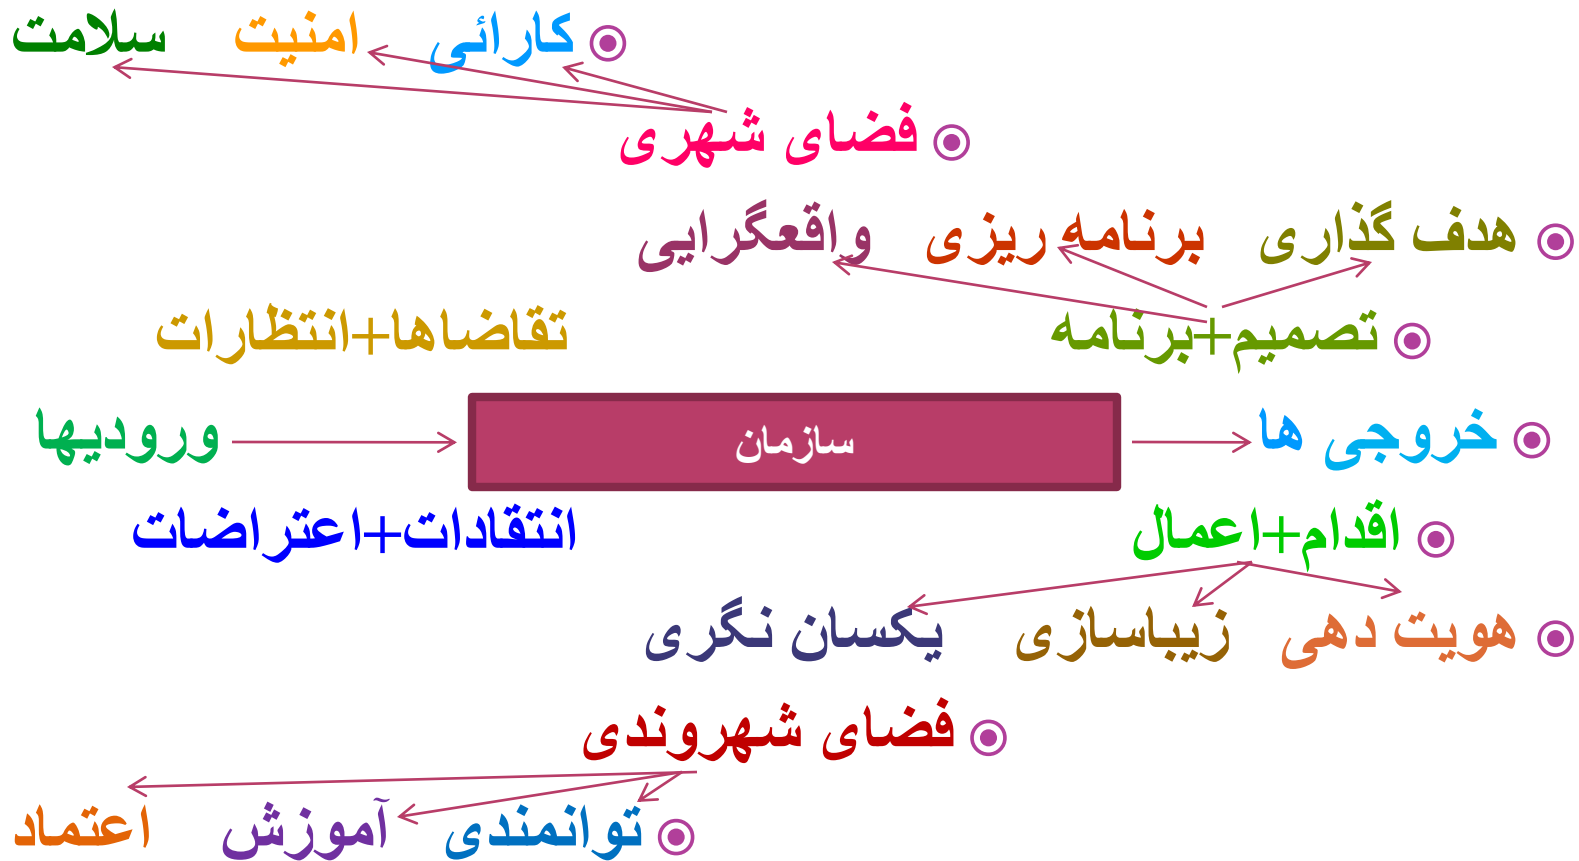 کارائی امنیت سلامت
فضای شهری
هدف گذاری برنامه ریزی واقعگرایی
تصمیم+برنامه تقاضاها+انتظارات
خروجی ها سازمان ورودیها
اقدام+اعمال انتقادات+اعتراضات
هویت دهی زیباسازی یکسان نگری
فضای شهروندی
توانمندی آموزش اعتماد